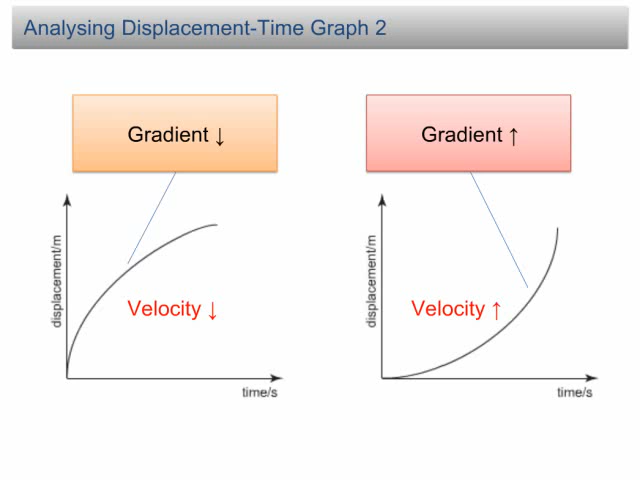 Analysing Displacement-Time Graph 2
Gradient ↓
Gradient ↑
displacement/m
Velocity ↓
time/s
displacement/m
Velocity ↑
time/s